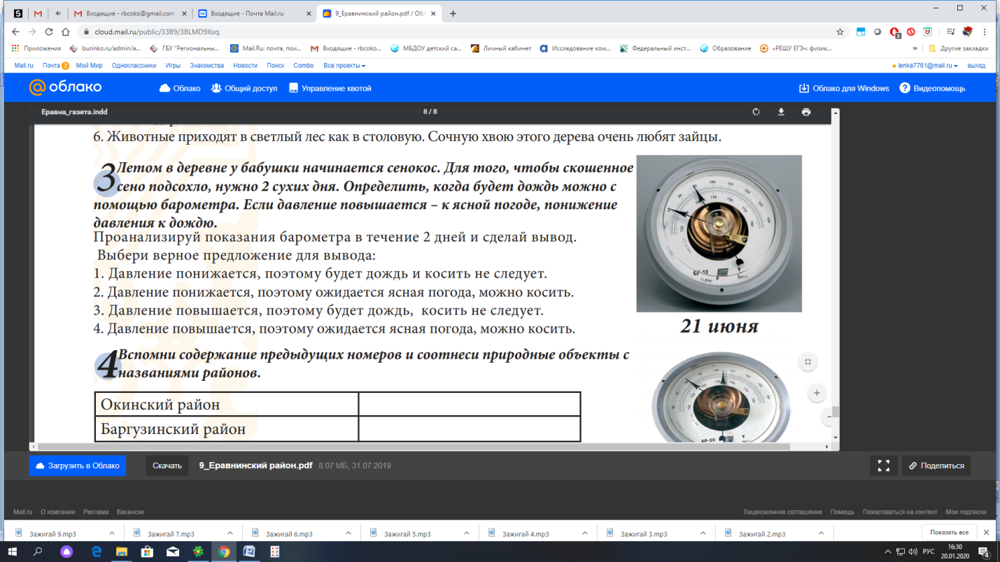 Входящие - rbcoko@gmail.com
Входящие - Почта Mail.ru
9_Еравнинский район.pdf / Обл
cloud.mail.ru/public/33B9/3BLMD9Xxq
Приложения
burinko.ru/admin/a...
ГБУ "Региональны...
Mail.Ru: почта, пои...
Входящие - rbcoko...
МБДОУ детский са...
Личный кабинет
Исследование ком...
Федеральный инст...
Образование
«РЕШУ ЕГЭ»: физик...
»
Другие закладки
Mail.ru Почта 2 Мой Мир Одноклассники Игры Знакомства Новости Поиск Combo Все проекты
lenka7761@mail.ru выход
облако
Облако Общий доступ Управление квотой
Облако для Windows Видеопомощь
Еравна_газета.indd 8 / 8
6. Животные приходят в светлый лес как в столовую. Сочную хвою этого дерева очень любят зайцы.
3 Летом в деревне у бабушки начинается сенокос. Для того, чтобы скошенное
сено подсохло, нужно 2 сухих дня. Определить, когда будет дождь можно с
помощью барометра. Если давление повышается – к ясной погоде, понижение
давления к дождю.
Проанализируй показания барометра в течение 2 дней и сделай вывод.
Выбери верное предложение для вывода:
1. Давление понижается, поэтому будет дождь и косить не следует.
2. Давление понижается, поэтому ожидается ясная погода, можно косить.
3. Давление повышается, поэтому будет дождь, косить не следует.
4. Давление повышается, поэтому ожидается ясная погода, можно косить.
БР-52
21 июня
4 Вспомни содержание предыдущих номеров и соотнеси природные объекты с
названиями районов.
Окинский район
Баргузинский район
БР-52
Загрузить в Облако
Скачать
9_Еравнинский район.pdf 8.07 МБ, 31.07.2019
Поделиться
Mail.ru О компании Реклама Вакансии
Лицензионное соглашение Помощь Пожаловаться на контент Мои подписки
Зажигай 9.mp3
Зажигай 7.mp3
Зажигай 6.mp3
Зажигай 5.mp3
Зажигай 4.mp3
Зажигай 3.mp3
Зажигай 2.mp3
Показать все
РУС
16:30
20.01.2020
4